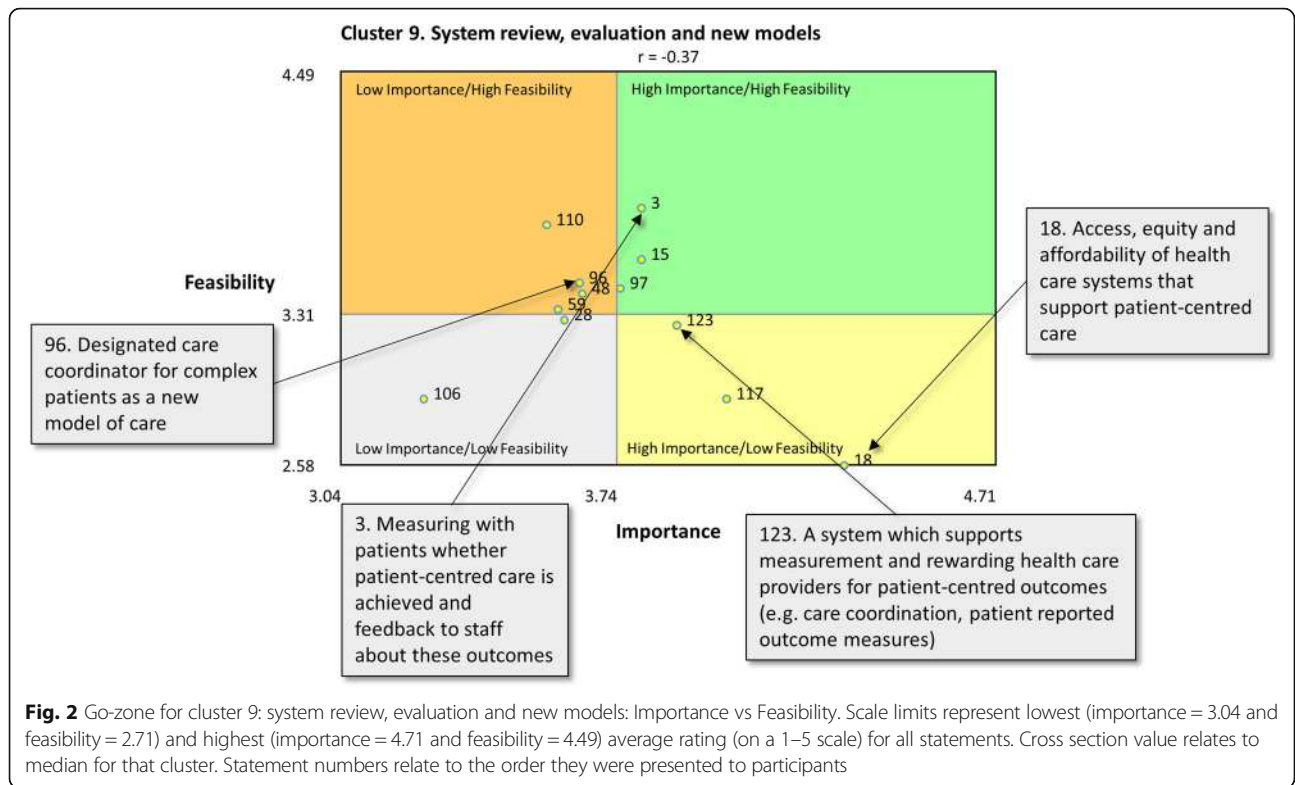 Cluster 9. System review, evaluation and new models
r = -0.37
4.49
Low Importance/High Feasibility
High Importance/High Feasibility
3
110
15
18. Access, equity and
affordability of health
care systems that
support patient-centred
care
Feasibility
96
48
97
59
28
3.31
123
96. Designated care
coordinator for complex
patients as a new
model of care
106
117
Low Importance/Low Feasibility
High Importance/Low Feasibility
18
2.58
3.04
3.74
4.71
Importance
3. Measuring with
patients whether
patient-centred care is
achieved and
feedback to staff
about these outcomes
123. A system which supports
measurement and rewarding health care
providers for patient-centred outcomes
(e.g. care coordination, patient reported
outcome measures)
Fig. 2 Go-zone for cluster 9: system review, evaluation and new models: Importance vs Feasibility. Scale limits represent lowest (importance = 3.04 and
feasibility = 2.71) and highest (importance = 4.71 and feasibility = 4.49) average rating (on a 1–5 scale) for all statements. Cross section value relates to
median for that cluster. Statement numbers relate to the order they were presented to participants